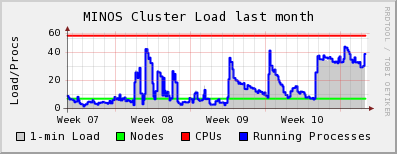 MINOS Cluster Load last month
RRDTOOL / TOBI OETIKER
Load/Procs
60
40
20
0
Week 07 Week 08 Week 09 Week 10
1-min Load Nodes CPUs Running Processes